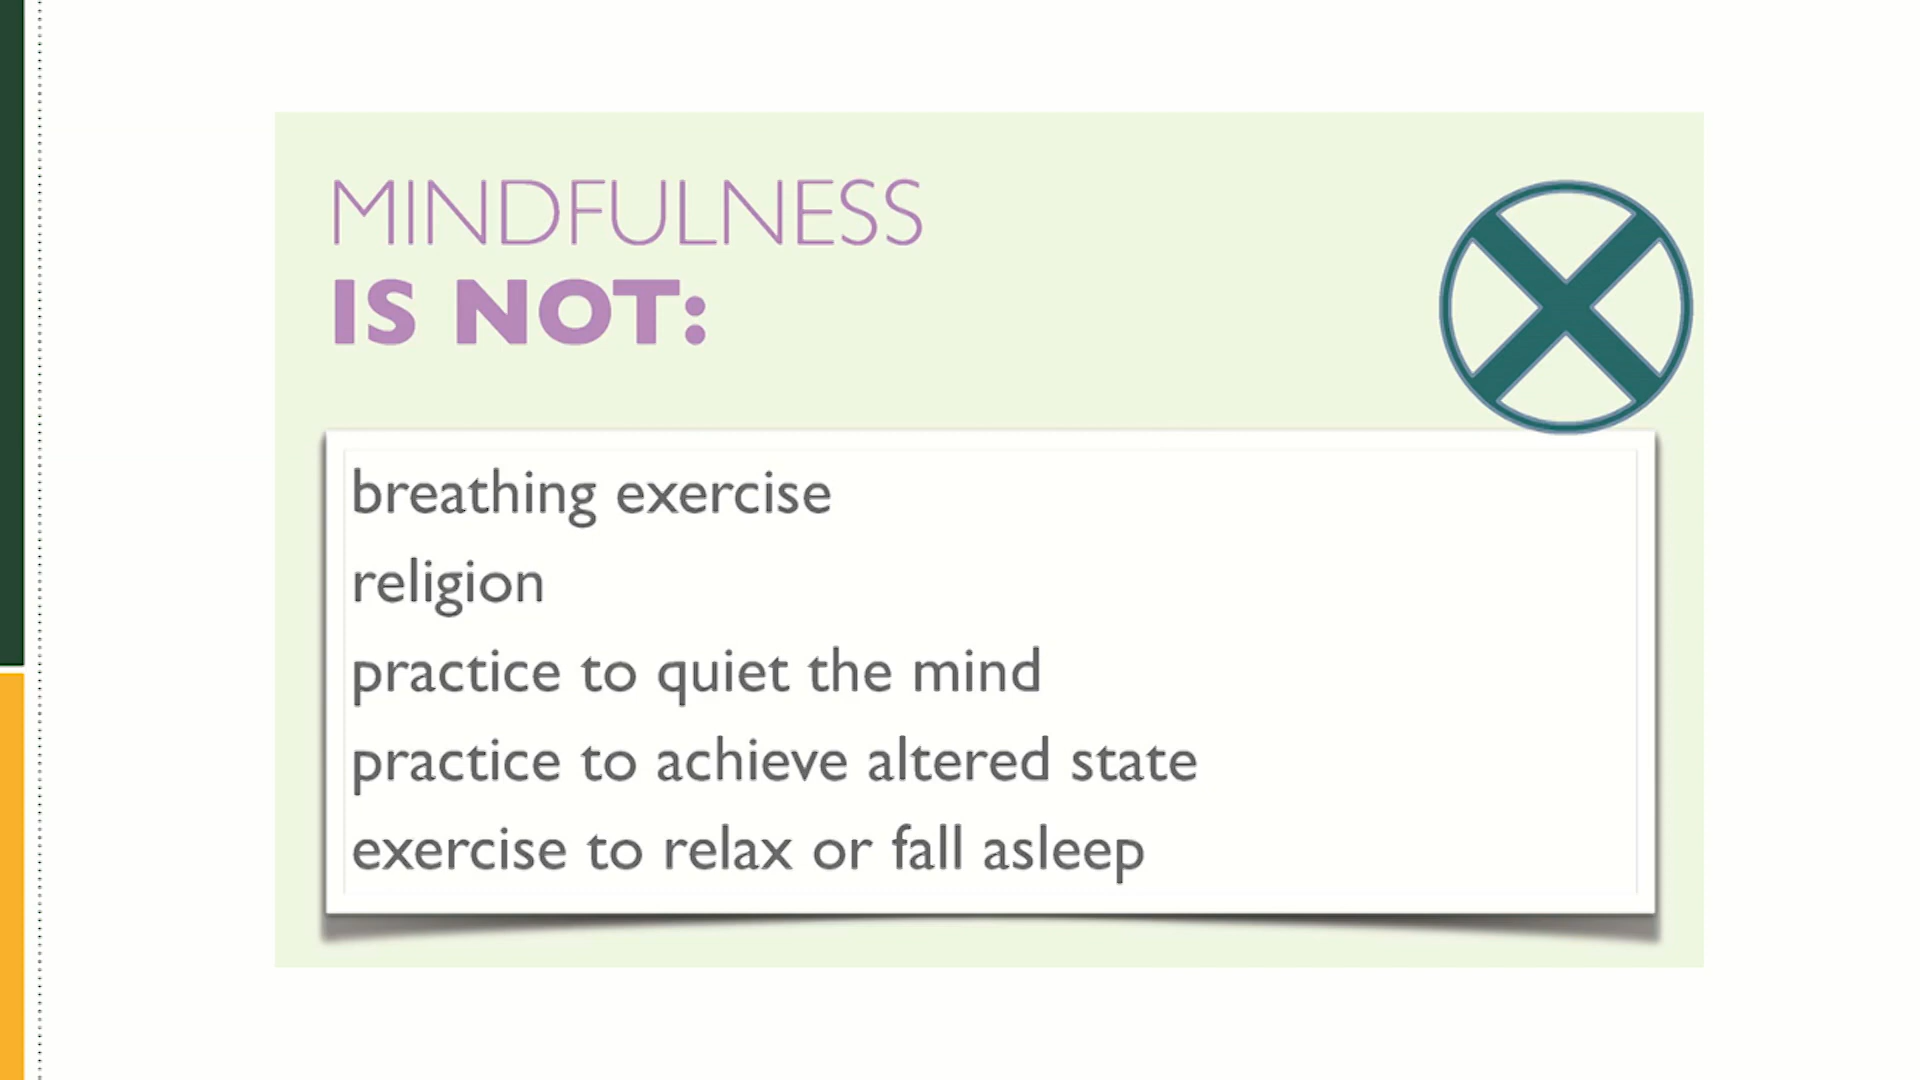 MINDFULNESS
IS NOT:
breathing exercise
religion
practice to quiet the mind
practice to achieve altered state
exercise to relax or fall asleep